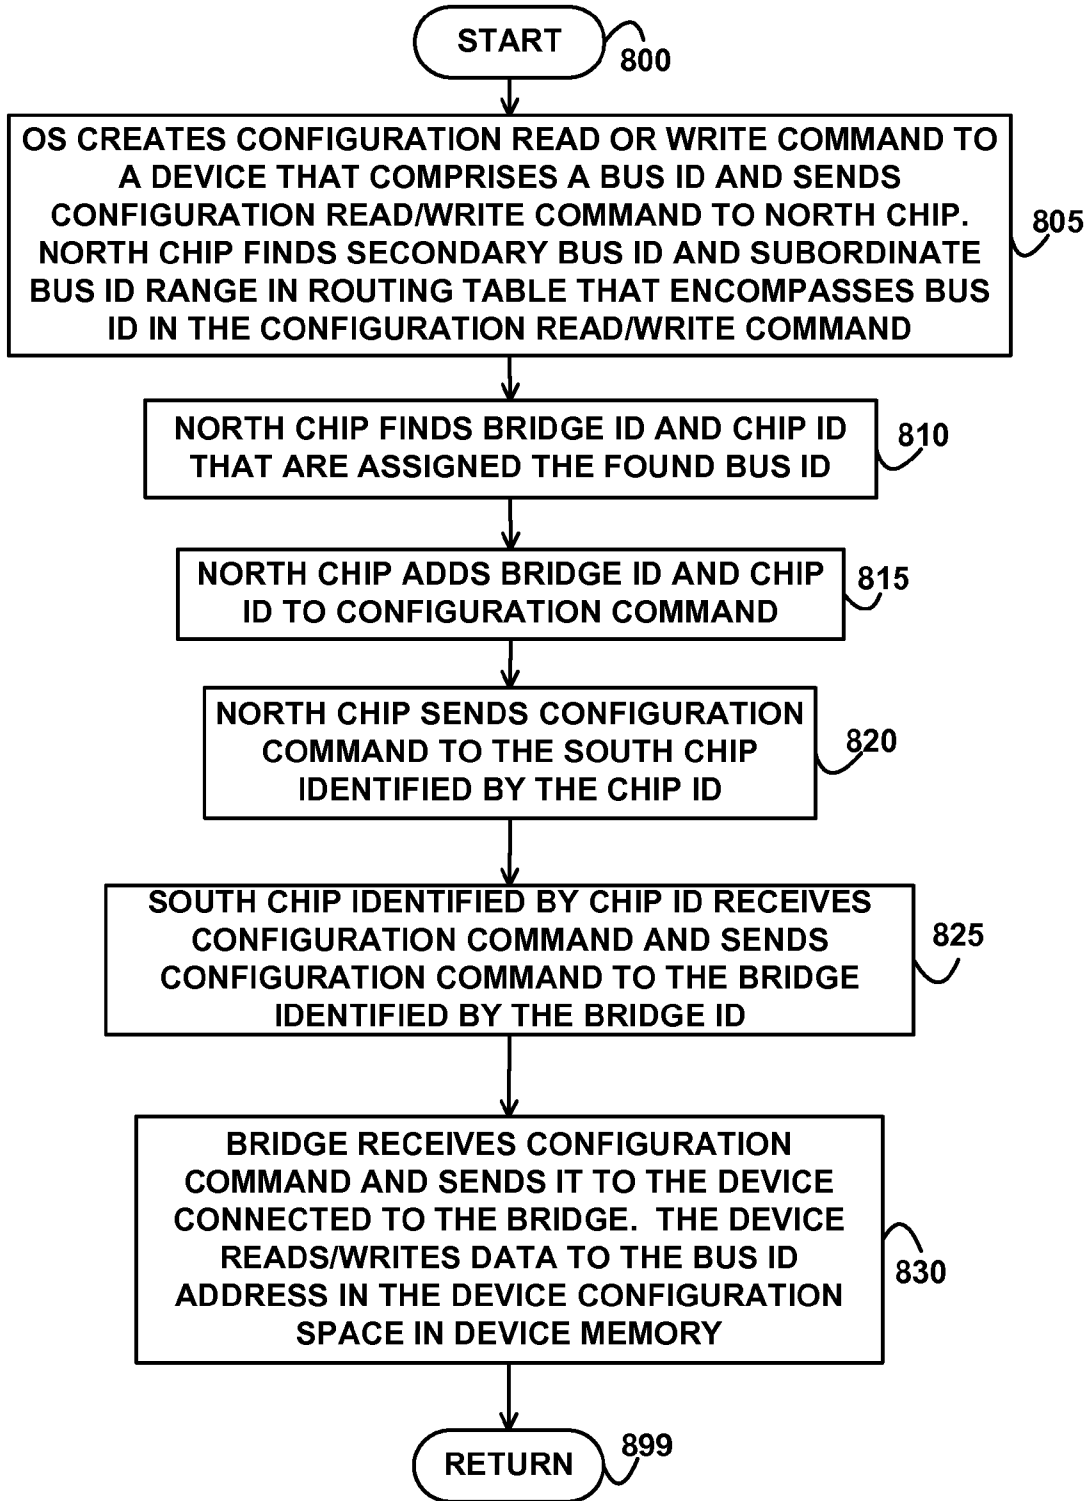 START
800
OS CREATES CONFIGURATION READ OR WRITE COMMAND TO
A DEVICE THAT COMPRISES A BUS ID AND SENDS
CONFIGURATION READ/WRITE COMMAND TO NORTH CHIP.
NORTH CHIP FINDS SECONDARY BUS ID AND SUBORDINATE
BUS ID RANGE IN ROUTING TABLE THAT ENCOMPASSES BUS
ID IN THE CONFIGURATION READ/WRITE COMMAND
805
NORTH CHIP FINDS BRIDGE ID AND CHIP ID
THAT ARE ASSIGNED THE FOUND BUS ID
810
NORTH CHIP ADDS BRIDGE ID AND CHIP
ID TO CONFIGURATION COMMAND
815
NORTH CHIP SENDS CONFIGURATION
COMMAND TO THE SOUTH CHIP
IDENTIFIED BY THE CHIP ID
820
SOUTH CHIP IDENTIFIED BY CHIP ID RECEIVES
CONFIGURATION COMMAND AND SENDS
CONFIGURATION COMMAND TO THE BRIDGE
IDENTIFIED BY THE BRIDGE ID
825
BRIDGE RECEIVES CONFIGURATION
COMMAND AND SENDS IT TO THE DEVICE
CONNECTED TO THE BRIDGE. THE DEVICE
READS/WRITES DATA TO THE BUS ID
ADDRESS IN THE DEVICE CONFIGURATION
SPACE IN DEVICE MEMORY
830
RETURN
899